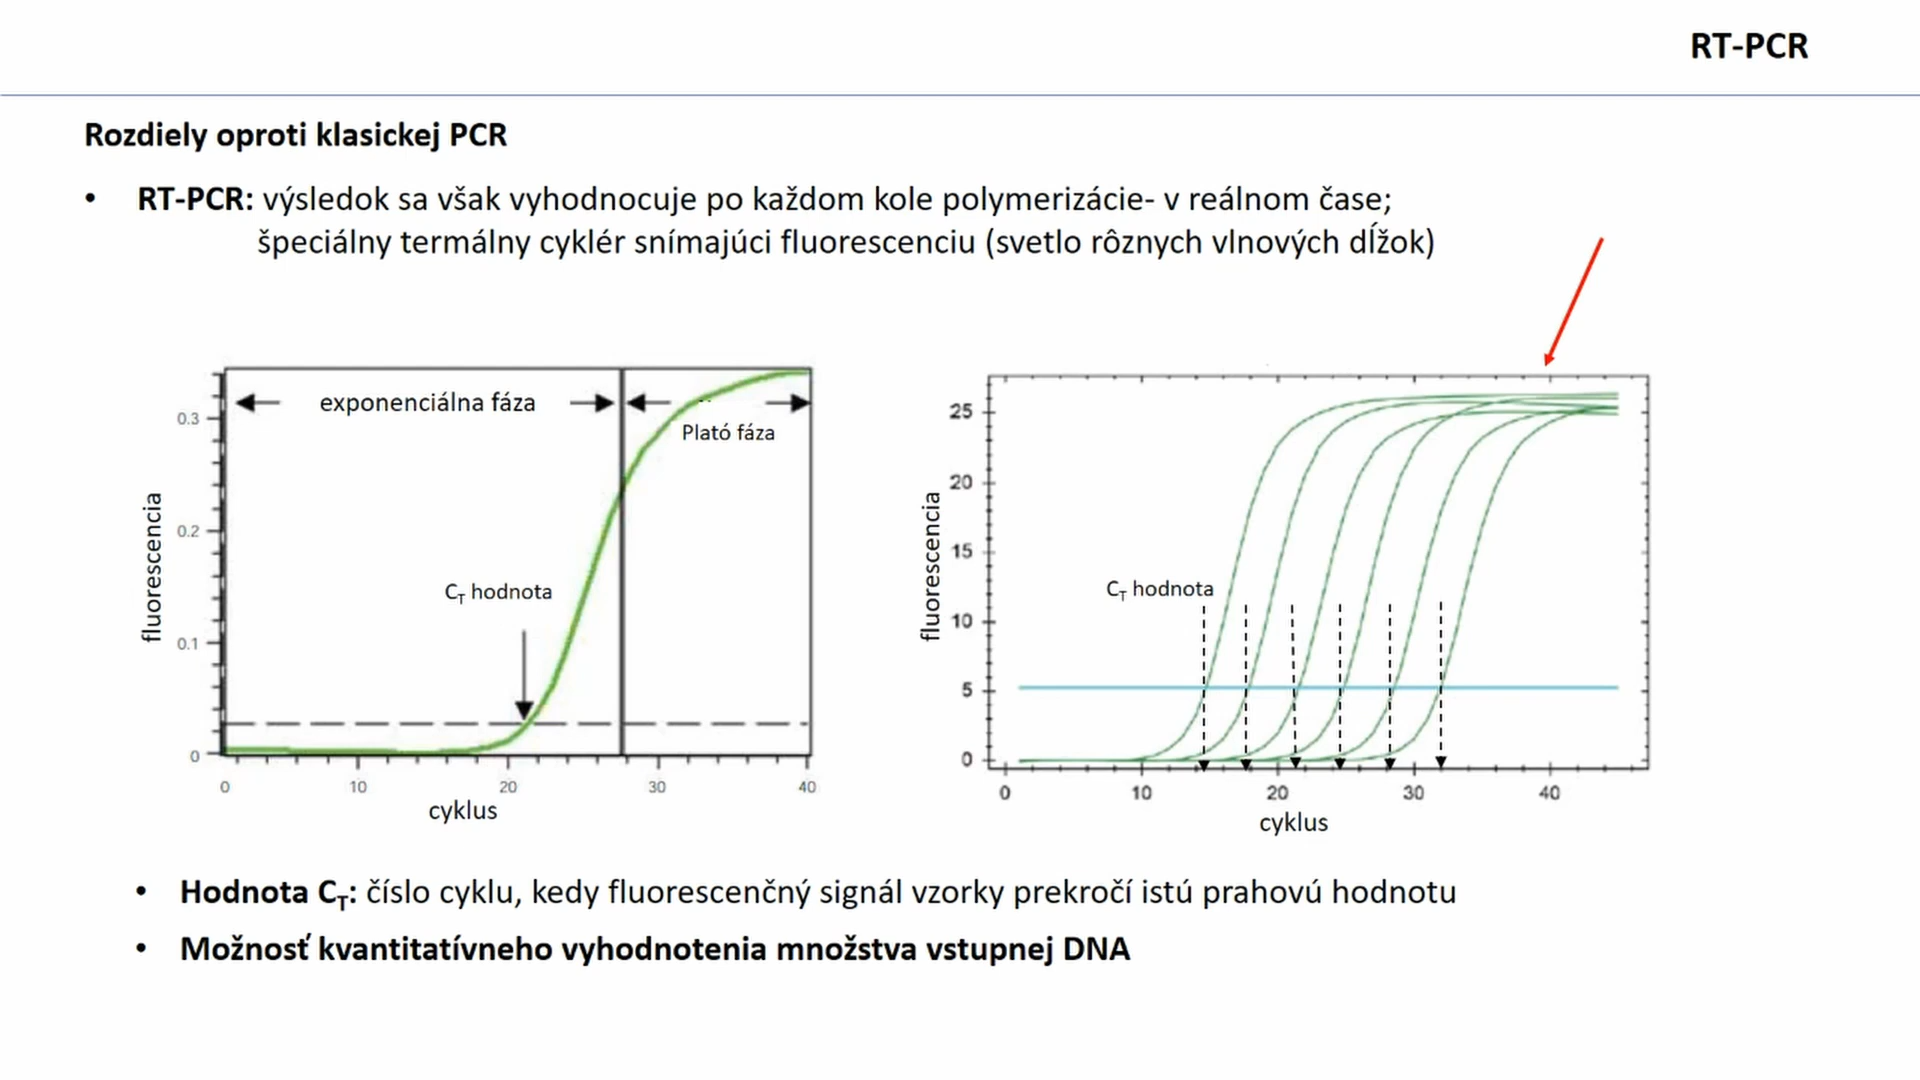 RT-PCR
Rozdiely oproti klasickej PCR
• RT-PCR: výsledok sa však vyhodnocuje po každom kole polymerizácie- v reálnom čase;
špeciálny termálny cyklér snímajúci fluorescenciu (svetlo rôznych vlnových dĺžok)
exponenciálna fáza
Plató fáza
C_T hodnota
fluorescencia
0.3
0.2
0.1
0
0 10 20 30 40
cyklus
C_T hodnota
fluorescencia
25
20
15
10
5
0
0 10 20 30 40
cyklus
• Hodnota C_T: číslo cyklu, kedy fluorescenčný signál vzorky prekročí istú prahovú hodnotu
• Možnosť kvantitatívneho vyhodnotenia množstva vstupnej DNA